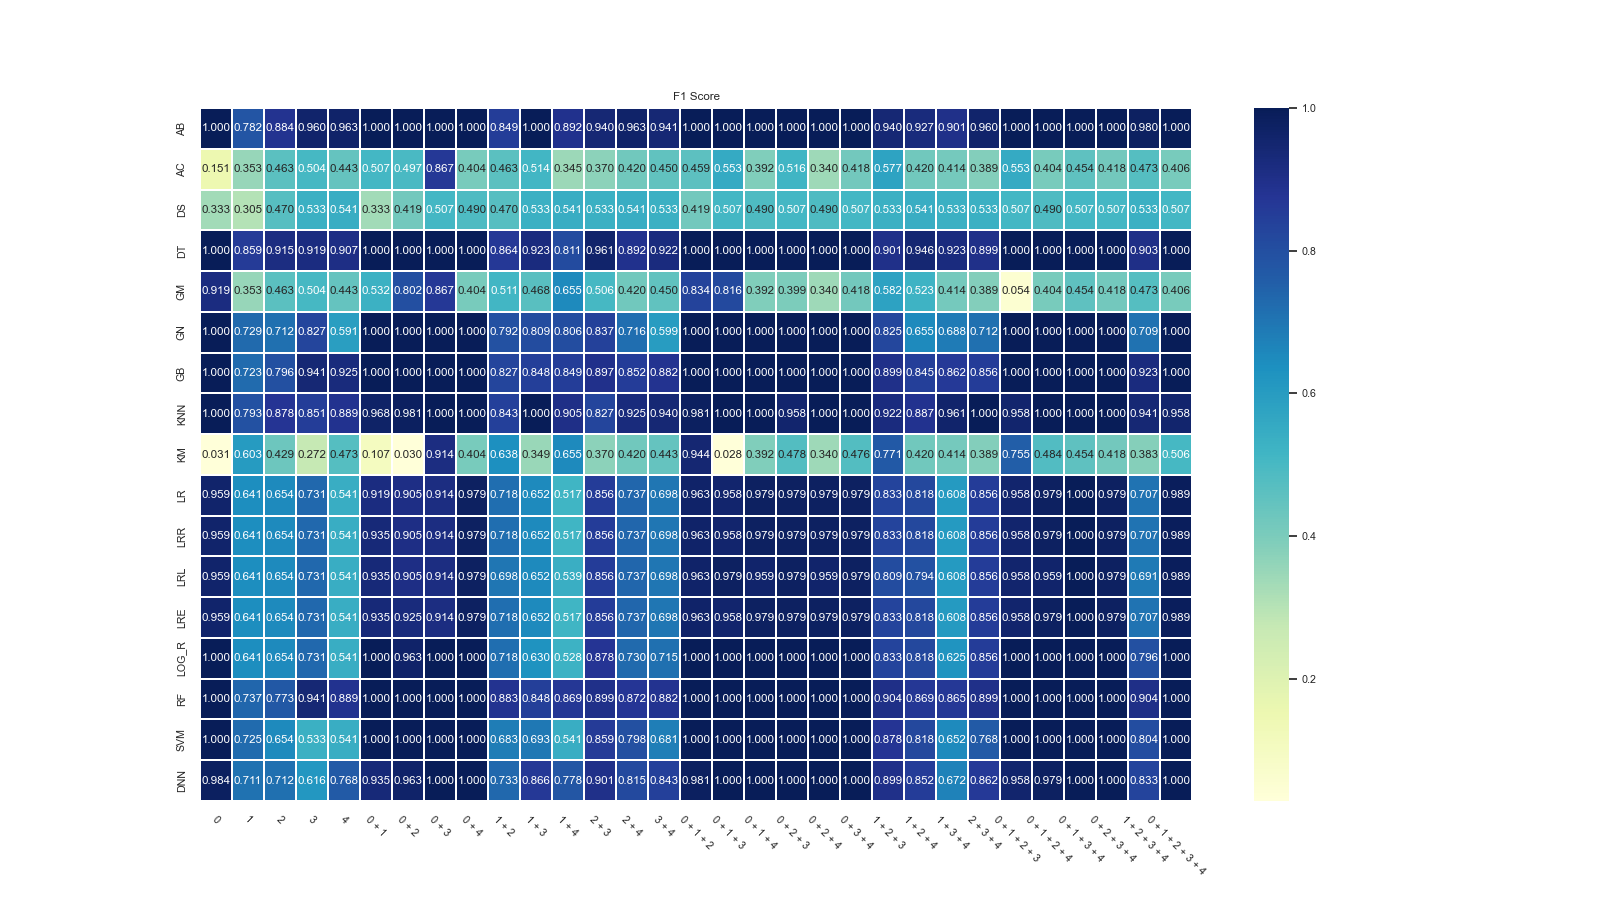 F1 Score
AB 1.000 0.782 0.884 0.960 0.963 1.000 1.000 1.000 1.000 0.849 1.000 0.892 0.940 0.963 0.941 1.000 1.000 1.000 1.000 1.000 1.000 0.940 0.927 0.901 0.960 1.000 1.000 1.000 1.000 0.980 1.000
AC 0.151 0.353 0.463 0.504 0.443 0.507 0.497 0.867 0.404 0.463 0.514 0.345 0.370 0.420 0.450 0.459 0.553 0.392 0.516 0.340 0.418 0.577 0.420 0.414 0.389 0.553 0.404 0.454 0.418 0.473 0.406
DS 0.333 0.305 0.470 0.533 0.541 0.333 0.419 0.507 0.490 0.470 0.533 0.541 0.533 0.541 0.533 0.419 0.507 0.490 0.507 0.490 0.507 0.533 0.541 0.533 0.533 0.507 0.490 0.507 0.507 0.533 0.507
DT 1.000 0.859 0.915 0.919 0.907 1.000 1.000 1.000 1.000 0.864 0.923 0.811 0.961 0.892 0.922 1.000 1.000 1.000 1.000 1.000 1.000 0.901 0.946 0.923 0.899 1.000 1.000 1.000 1.000 0.903 1.000
GM 0.919 0.353 0.463 0.504 0.443 0.532 0.802 0.867 0.404 0.511 0.468 0.655 0.506 0.420 0.450 0.834 0.816 0.392 0.399 0.340 0.418 0.582 0.523 0.414 0.389 0.054 0.404 0.454 0.418 0.473 0.406
GN 1.000 0.729 0.712 0.827 0.591 1.000 1.000 1.000 1.000 0.792 0.809 0.806 0.837 0.716 0.599 1.000 1.000 1.000 1.000 1.000 1.000 0.825 0.655 0.688 0.712 1.000 1.000 1.000 1.000 0.709 1.000
GB 1.000 0.723 0.796 0.941 0.925 1.000 1.000 1.000 1.000 0.827 0.848 0.849 0.897 0.852 0.882 1.000 1.000 1.000 1.000 1.000 1.000 0.899 0.845 0.862 0.856 1.000 1.000 1.000 1.000 0.923 1.000
KNN 1.000 0.793 0.878 0.851 0.889 0.968 0.981 1.000 1.000 0.843 1.000 0.905 0.827 0.925 0.940 0.981 1.000 1.000 0.958 1.000 1.000 0.922 0.887 0.961 1.000 0.958 1.000 1.000 1.000 0.941 0.958
KM 0.031 0.603 0.429 0.272 0.473 0.107 0.030 0.914 0.404 0.638 0.349 0.655 0.370 0.420 0.443 0.944 0.028 0.392 0.478 0.340 0.476 0.771 0.420 0.414 0.389 0.755 0.484 0.454 0.418 0.383 0.506
LR 0.959 0.641 0.654 0.731 0.541 0.919 0.905 0.914 0.979 0.718 0.652 0.517 0.856 0.737 0.698 0.963 0.958 0.979 0.979 0.979 0.979 0.833 0.818 0.608 0.856 0.958 0.979 1.000 0.979 0.707 0.989
LRR 0.959 0.641 0.654 0.731 0.541 0.935 0.905 0.914 0.979 0.718 0.652 0.517 0.856 0.737 0.698 0.963 0.958 0.979 0.979 0.979 0.979 0.833 0.818 0.608 0.856 0.958 0.979 1.000 0.979 0.707 0.989
LRL 0.959 0.641 0.654 0.731 0.541 0.935 0.905 0.914 0.979 0.698 0.652 0.539 0.856 0.737 0.698 0.963 0.979 0.959 0.979 0.959 0.979 0.809 0.794 0.608 0.856 0.958 0.959 1.000 0.979 0.691 0.989
LRE 0.959 0.641 0.654 0.731 0.541 0.935 0.925 0.914 0.979 0.718 0.652 0.517 0.856 0.737 0.698 0.963 0.958 0.979 0.979 0.979 0.979 0.833 0.818 0.608 0.856 0.958 0.979 1.000 0.979 0.707 0.989
LOG_R 1.000 0.641 0.654 0.731 0.541 1.000 0.963 1.000 1.000 0.718 0.630 0.528 0.878 0.730 0.715 1.000 1.000 1.000 1.000 1.000 1.000 0.833 0.818 0.625 0.856 1.000 1.000 1.000 1.000 0.796 1.000
RF 1.000 0.737 0.773 0.941 0.889 1.000 1.000 1.000 1.000 0.883 0.848 0.869 0.899 0.872 0.882 1.000 1.000 1.000 1.000 1.000 1.000 0.904 0.869 0.865 0.899 1.000 1.000 1.000 1.000 0.904 1.000
SVM 1.000 0.725 0.654 0.533 0.541 1.000 1.000 1.000 1.000 0.683 0.693 0.541 0.859 0.798 0.681 1.000 1.000 1.000 1.000 1.000 1.000 0.878 0.818 0.652 0.768 1.000 1.000 1.000 1.000 0.804 1.000
DNN 0.984 0.711 0.712 0.616 0.768 0.935 0.963 1.000 1.000 0.733 0.866 0.778 0.901 0.815 0.843 0.981 1.000 1.000 1.000 1.000 1.000 0.899 0.852 0.672 0.862 0.958 0.979 1.000 1.000 0.833 1.000
0 1 2 3 4 0 + 1 0 + 2 0 + 3 0 + 4 1 + 2 1 + 3 1 + 4 2 + 3 2 + 4 3 + 4 0 + 1 + 2 0 + 1 + 3 0 + 1 + 4 0 + 2 + 3 0 + 2 + 4 0 + 3 + 4 1 + 2 + 3 1 + 2 + 4 1 + 3 + 4 2 + 3 + 4 0 + 1 + 2 + 3 0 + 1 + 2 + 4 0 + 1 + 3 + 4 0 + 2 + 3 + 4 1 + 2 + 3 + 4 0 + 1 + 2 + 3 + 4
1.0
0.8
0.6
0.4
0.2